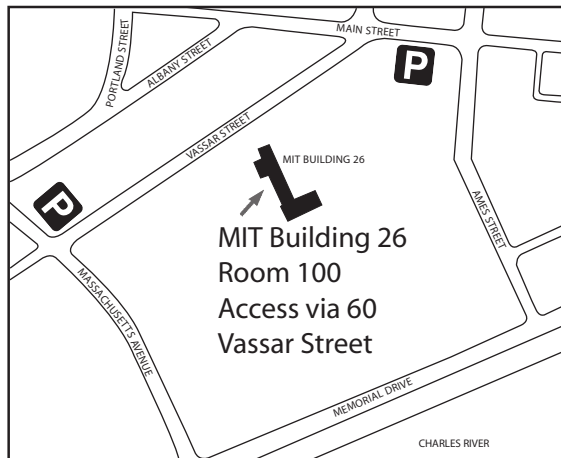 MAIN STREET
PORTLAND STREET
ALBANY STREET
P
VASSAR STREET
MIT BUILDING 26
P
AMES STREET
MIT Building 26
Room 100
Access via 60
Vassar Street
MASSACHUSETTS AVENUE
MEMORIAL DRIVE
CHARLES RIVER